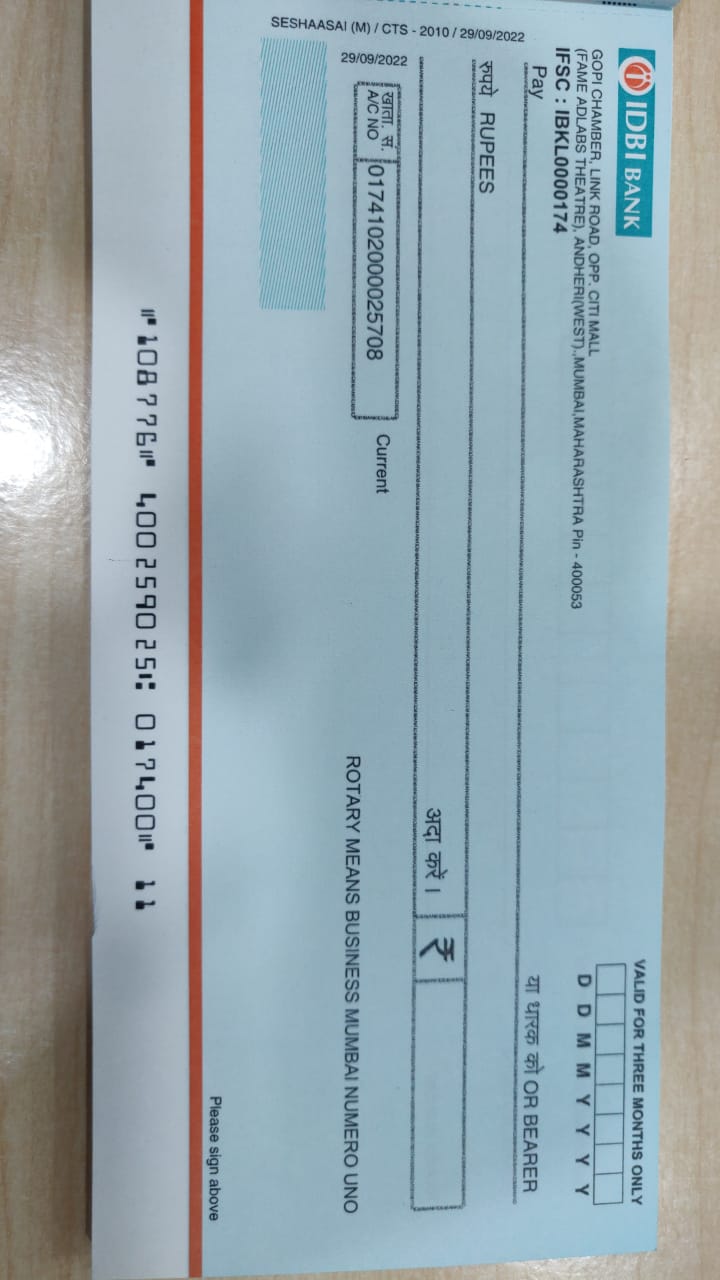 IDBI BANK
VALID FOR THREE MONTHS ONLY
D D M M Y Y Y Y
GOPI CHAMBER, LINK ROAD, OPP. CITI MALL
(FAME ADLABS THEATRE), ANDHERI(WEST).,MUMBAI,MAHARASHTRA Pin - 400053
IFSC : IBKL0000174
Pay या धारक को OR BEARER
रुपये RUPEES
अदा करें । ₹
खाता. सं.
A/C NO 0174102000025708 Current
ROTARY MEANS BUSINESS MUMBAI NUMERO UNO
SESHAASAI (M) / CTS - 2010 / 29/09/2022
29/09/2022
Please sign above
⑈108776⑈ 400259025⑆ 017400⑈ 11